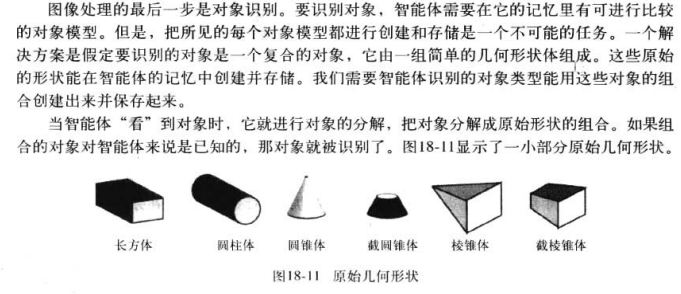 图像处理的最后一步是对象识别。要识别对象，智能体需要在它的记忆里有可进行比较
的对象模型。但是，把所见的每个对象模型都进行创建和存储是一个不可能的任务。一个解
决方案是假定要识别的对象是一个复合的对象，它由一组简单的几何形状体组成。这些原始
的形状能在智能体的记忆中创建并存储。我们需要智能体识别的对象类型能用这些对象的组
合创建出来并保存起来。
当智能体“看”到对象时，它就进行对象的分解，把对象分解成原始形状的组合。如果组
合的对象对智能体来说是已知的，那对象就被识别了。图18-11显示了一小部分原始几何形状。
长方体 圆柱体 圆锥体 截圆锥体 棱锥体 截棱锥体
图18-11 原始几何形状